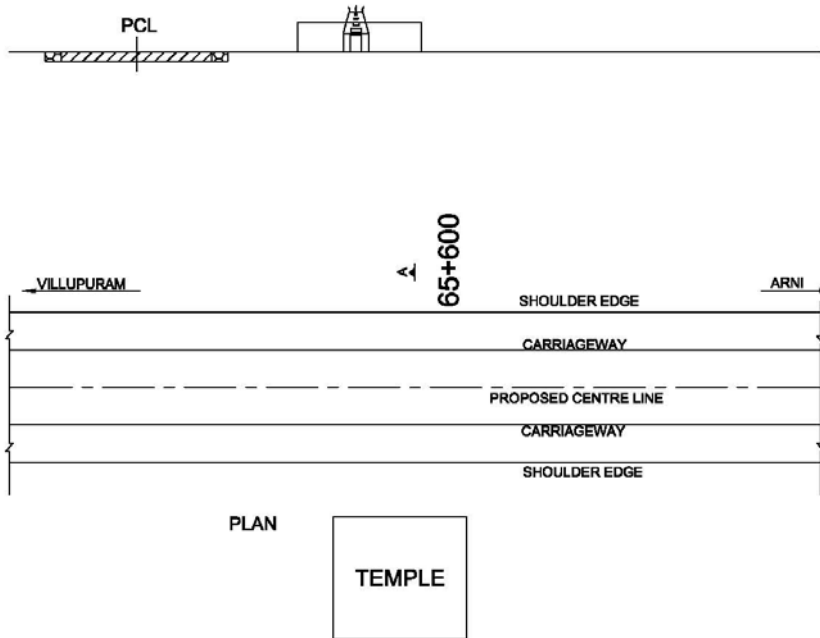 PCL
A
65+600
VILLUPURAM
ARNI
SHOULDER EDGE
CARRIAGEWAY
PROPOSED CENTRE LINE
CARRIAGEWAY
SHOULDER EDGE
PLAN
TEMPLE